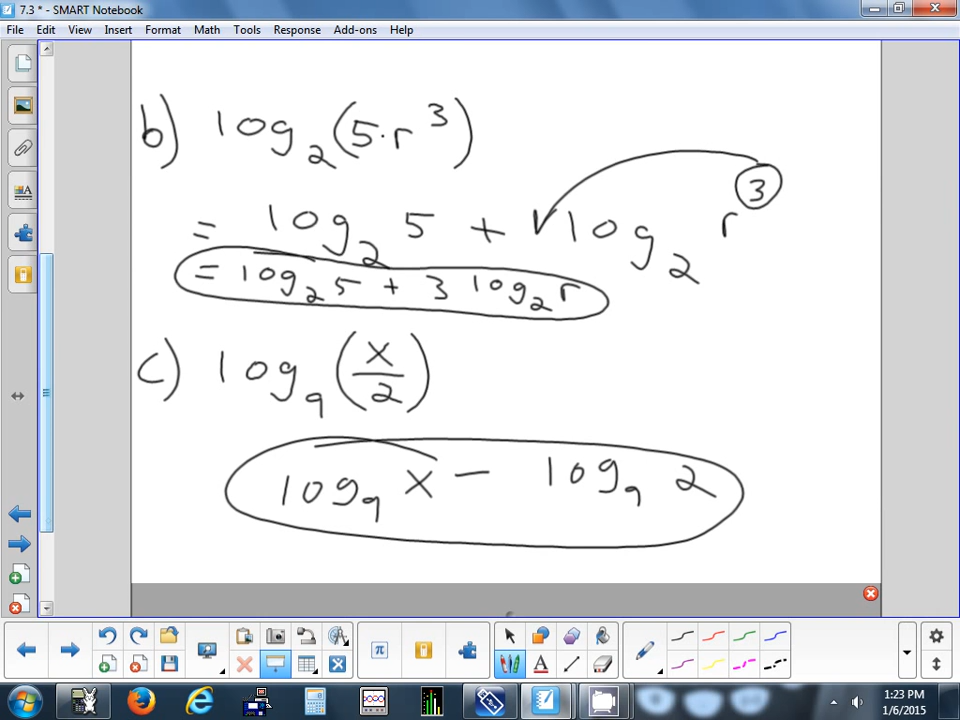 7.3 * - SMART Notebook
File Edit View Insert Format Math Tools Response Add-ons Help
b) log₂(5·r³)
= log₂ 5 + log₂ r³
= log₂ 5 + 3 log₂ r
c) log₉(x/2)
log₉ x − log₉ 2
π
A
1:23 PM
1/6/2015